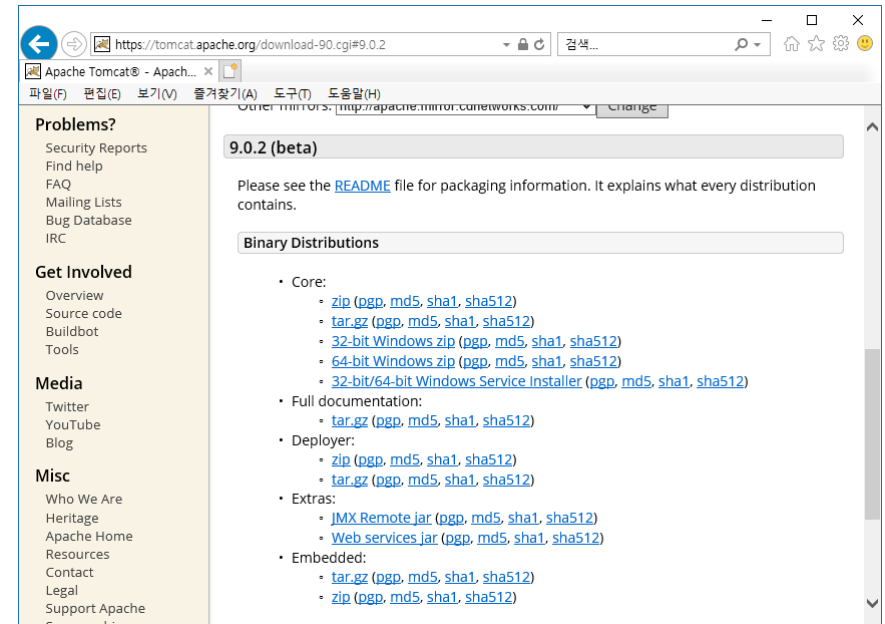 https://tomcat.apache.org/download-90.cgi#9.0.2
검색...
Apache Tomcat® - Apach...
파일(F) 편집(E) 보기(V) 즐겨찾기(A) 도구(T) 도움말(H)
Other mirrors: http://apache.mirror.cdnetworks.com/ Change
Problems?
Security Reports
Find help
FAQ
Mailing Lists
Bug Database
IRC
Get Involved
Overview
Source code
Buildbot
Tools
Media
Twitter
YouTube
Blog
Misc
Who We Are
Heritage
Apache Home
Resources
Contact
Legal
Support Apache
9.0.2 (beta)
Please see the README file for packaging information. It explains what every distribution
contains.
Binary Distributions
• Core:
◦ zip (pgp, md5, sha1, sha512)
◦ tar.gz (pgp, md5, sha1, sha512)
◦ 32-bit Windows zip (pgp, md5, sha1, sha512)
◦ 64-bit Windows zip (pgp, md5, sha1, sha512)
◦ 32-bit/64-bit Windows Service Installer (pgp, md5, sha1, sha512)
• Full documentation:
◦ tar.gz (pgp, md5, sha1, sha512)
• Deployer:
◦ zip (pgp, md5, sha1, sha512)
◦ tar.gz (pgp, md5, sha1, sha512)
• Extras:
◦ JMX Remote jar (pgp, md5, sha1, sha512)
◦ Web services jar (pgp, md5, sha1, sha512)
• Embedded:
◦ tar.gz (pgp, md5, sha1, sha512)
◦ zip (pgp, md5, sha1, sha512)